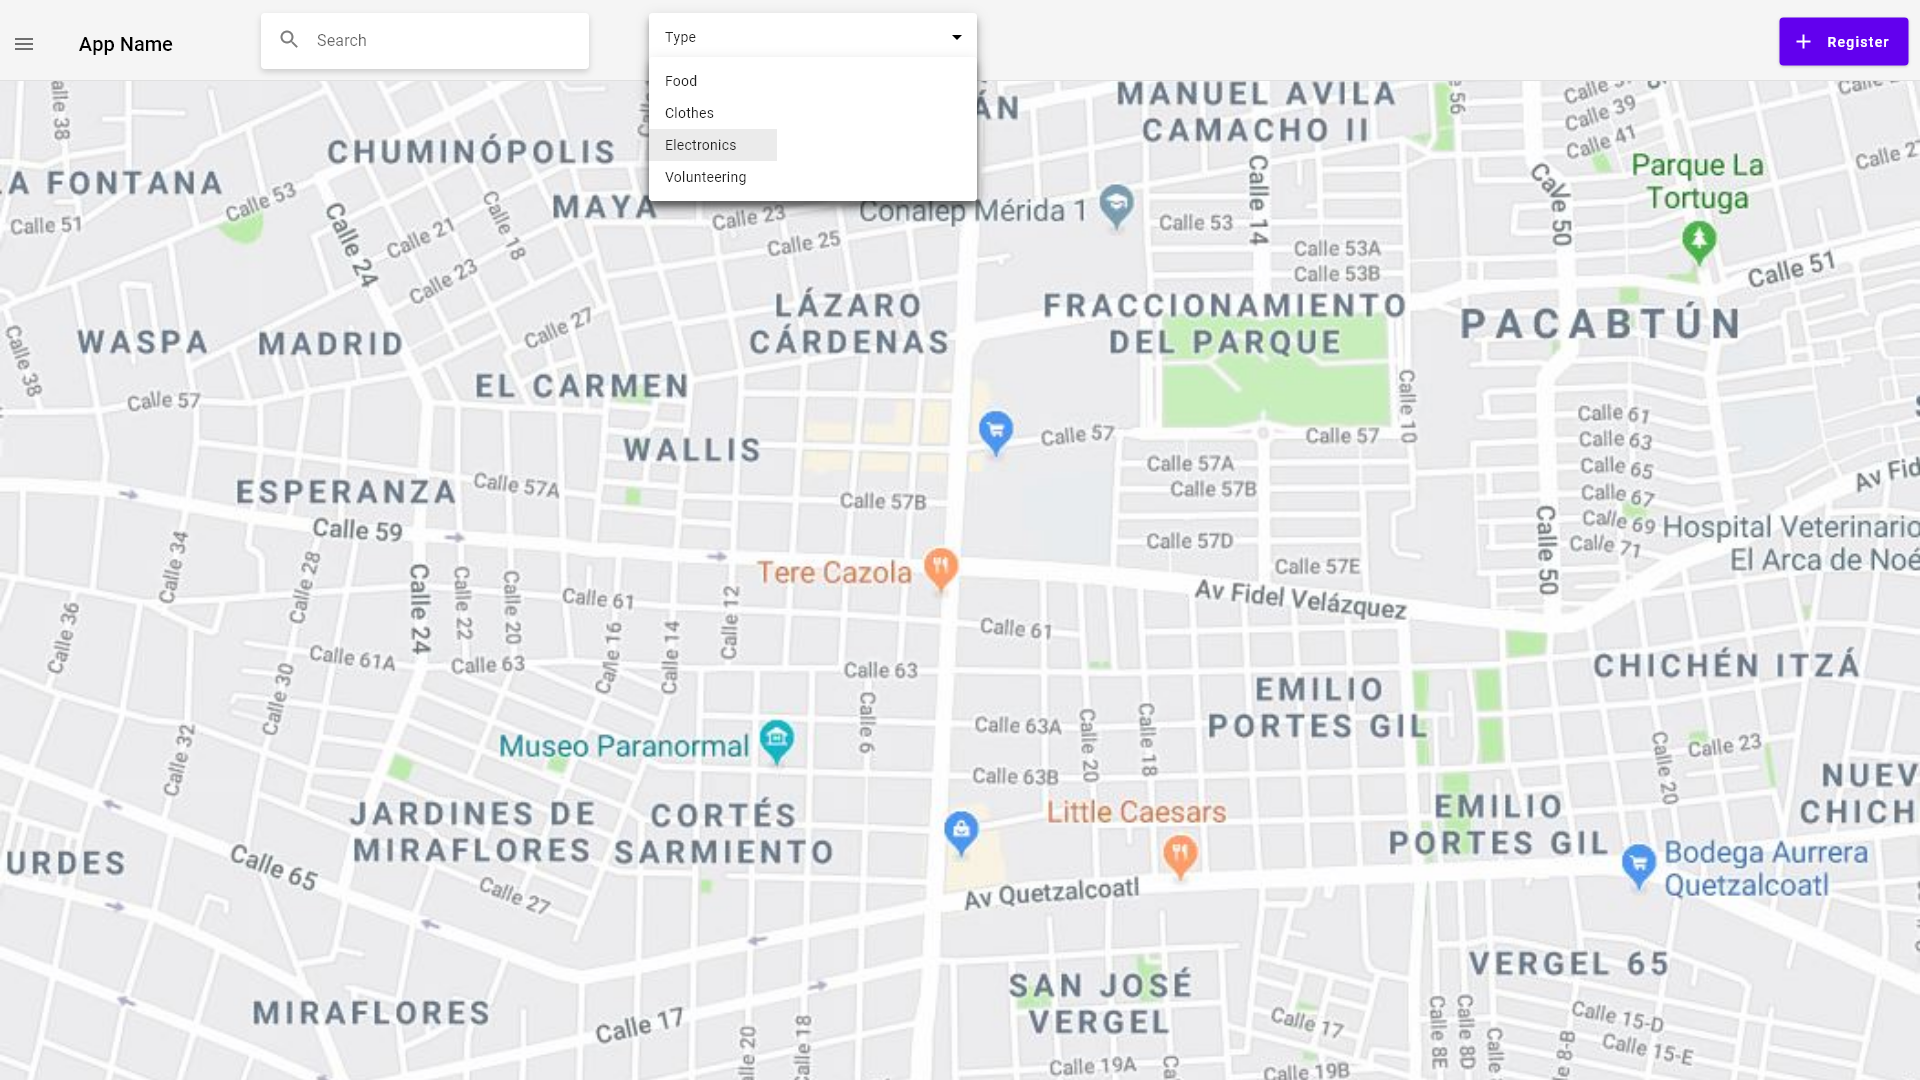 App Name
Search
Type
Register
Food
Clothes
Electronics
Volunteering
MANUEL AVILA
CAMACHO II
Calle 39
Calle 41
56
CHUMINÓPOLIS
MAYA
Conalep Mérida 1
Parque La
Tortuga
Calle 53
Calle 51
Calle 24
Calle 21
Calle 18
Calle 23
Calle 23
Calle 25
Calle 53
Calle 14
Calle 53A
Calle 53B
Calle 50
Calle 51
Calle 38
WASPA
MADRID
Calle 27
LÁZARO
CÁRDENAS
FRACCIONAMIENTO
DEL PARQUE
PACABTÚN
Calle 57
EL CARMEN
WALLIS
Calle 57
Calle 57
Calle 10
Calle 61
Calle 63
Calle 65
Calle 67
Calle 69
Calle 71
ESPERANZA
Calle 57A
Calle 57B
Calle 57A
Calle 57B
Calle 57D
Calle 57E
Calle 59
Calle 50
Hospital Veterinario
El Arca de Noé
Calle 34
Calle 28
Calle 24
Calle 22
Calle 20
Calle 61
Calle 12
Tere Cazola
Av Fidel Velázquez
Calle 36
Calle 61A
Calle 63
Calle 16
Calle 14
Calle 63
Calle 61
Calle 30
Calle 32
Calle 6
EMILIO
PORTES GIL
CHICHÉN ITZÁ
Museo Paranormal
Calle 63A
Calle 20
Calle 18
Calle 63B
Calle 20
Calle 23
JARDINES DE
MIRAFLORES
CORTÉS
SARMIENTO
Little Caesars
EMILIO
PORTES GIL
Bodega Aurrera
Quetzalcoatl
Calle 65
Calle 27
Av Quetzalcoatl
MIRAFLORES
Calle 17
Calle 18
SAN JOSÉ
VERGEL
VERGEL 65
Calle 17
Calle 8E
Calle 8D
Calle 15-D
Calle 15-E
Calle 19A
Calle 19B